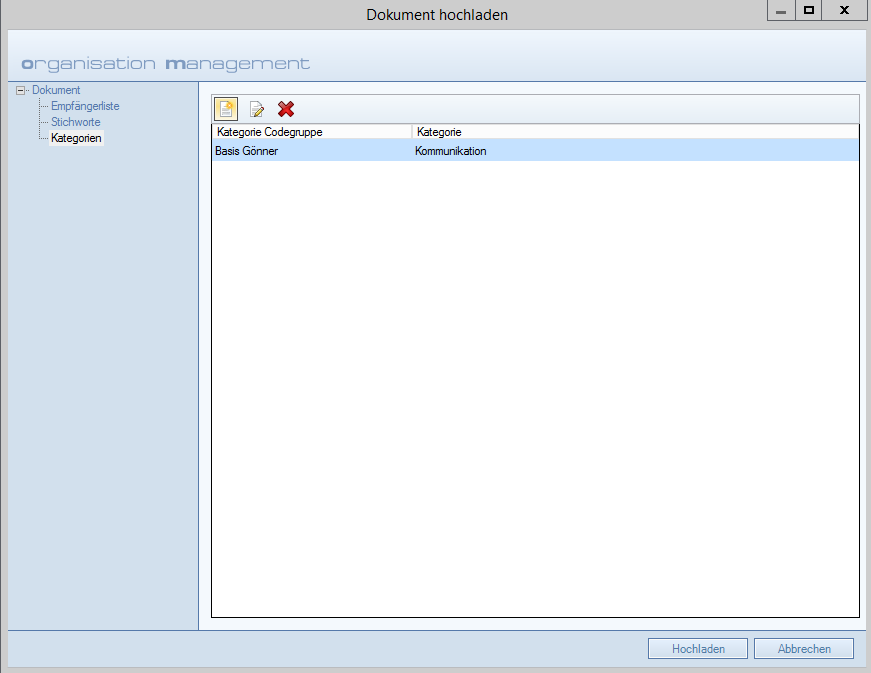 Dokument hochladen
organisation management
Dokument
Empfängerliste
Stichworte
Kategorien
Kategorie Codegruppe Kategorie
Basis Gönner Kommunikation
Hochladen Abbrechen